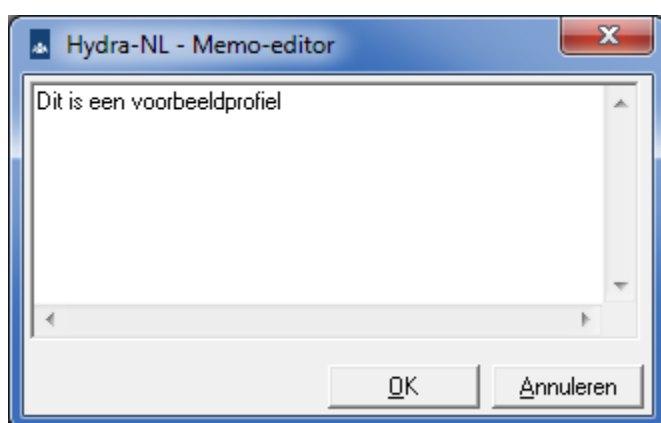 Hydra-NL - Memo-editor
Dit is een voorbeeldprofiel
OK
Annuleren